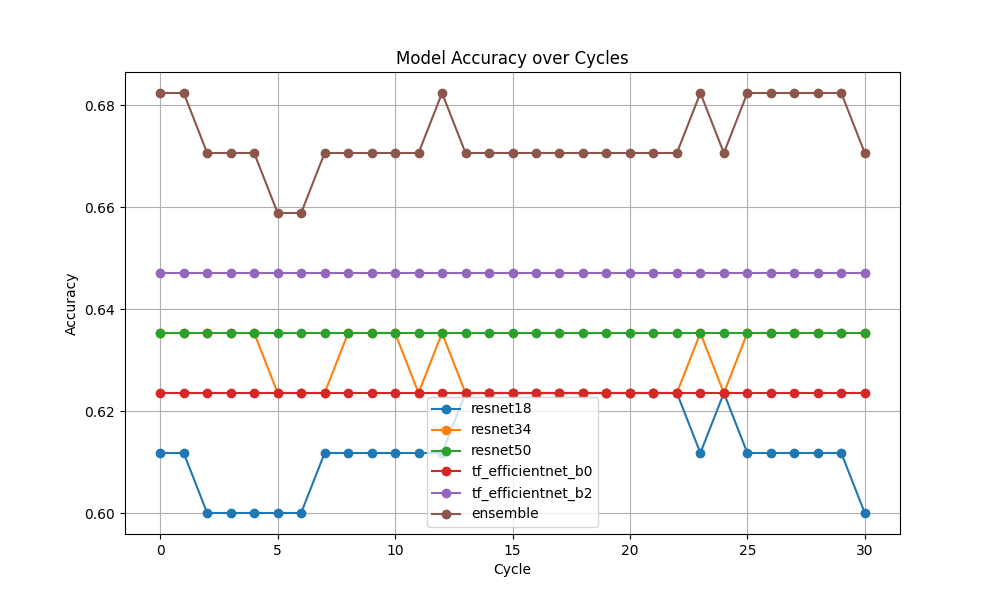 Model Accuracy over Cycles
0.68
0.66
0.64
0.62
0.60
Accuracy
resnet18
resnet34
resnet50
tf_efficientnet_b0
tf_efficientnet_b2
ensemble
0 5 10 15 20 25 30
Cycle